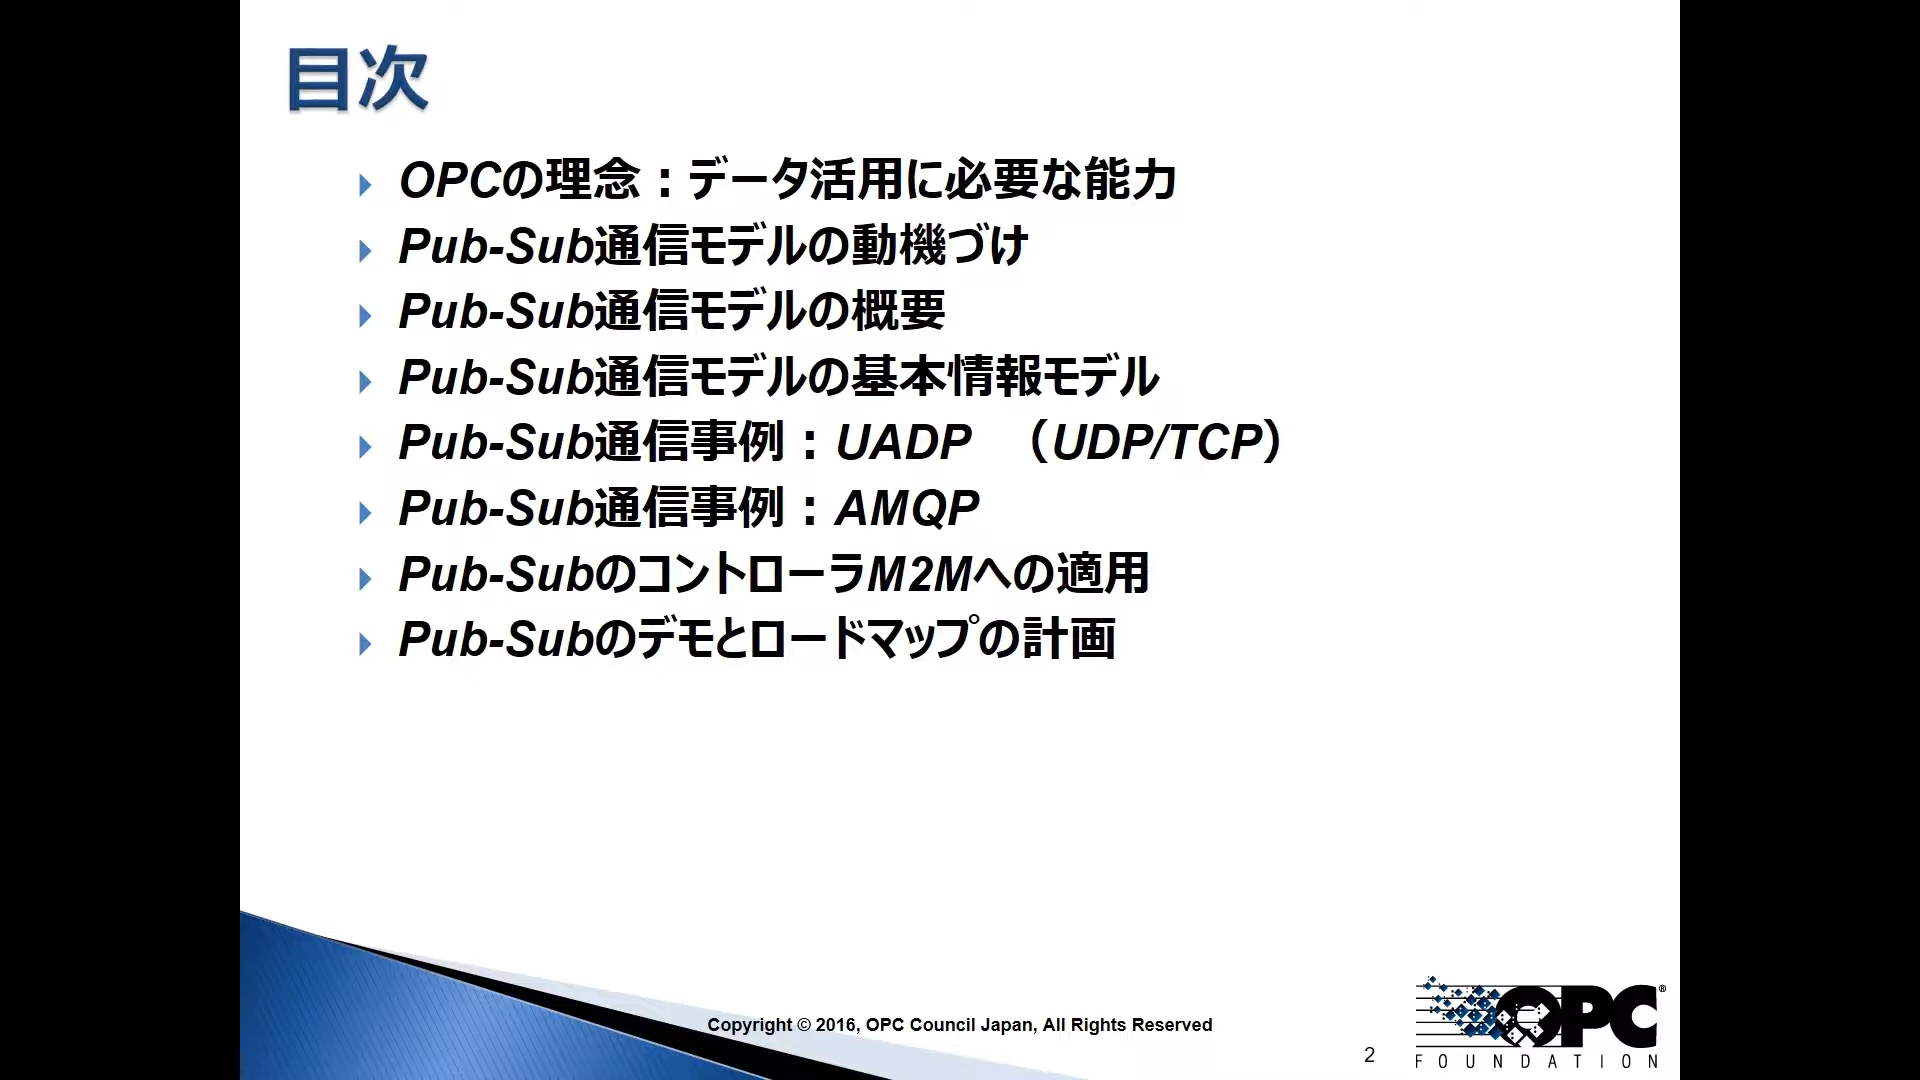 目次
OPCの理念：データ活用に必要な能力
Pub-Sub通信モデルの動機づけ
Pub-Sub通信モデルの概要
Pub-Sub通信モデルの基本情報モデル
Pub-Sub通信事例：UADP　（UDP/TCP）
Pub-Sub通信事例：AMQP
Pub-SubのコントローラM2Mへの適用
Pub-Subのデモとロードマップの計画
Copyright © 2016, OPC Council Japan, All Rights Reserved
2
OPC®
FOUNDATION